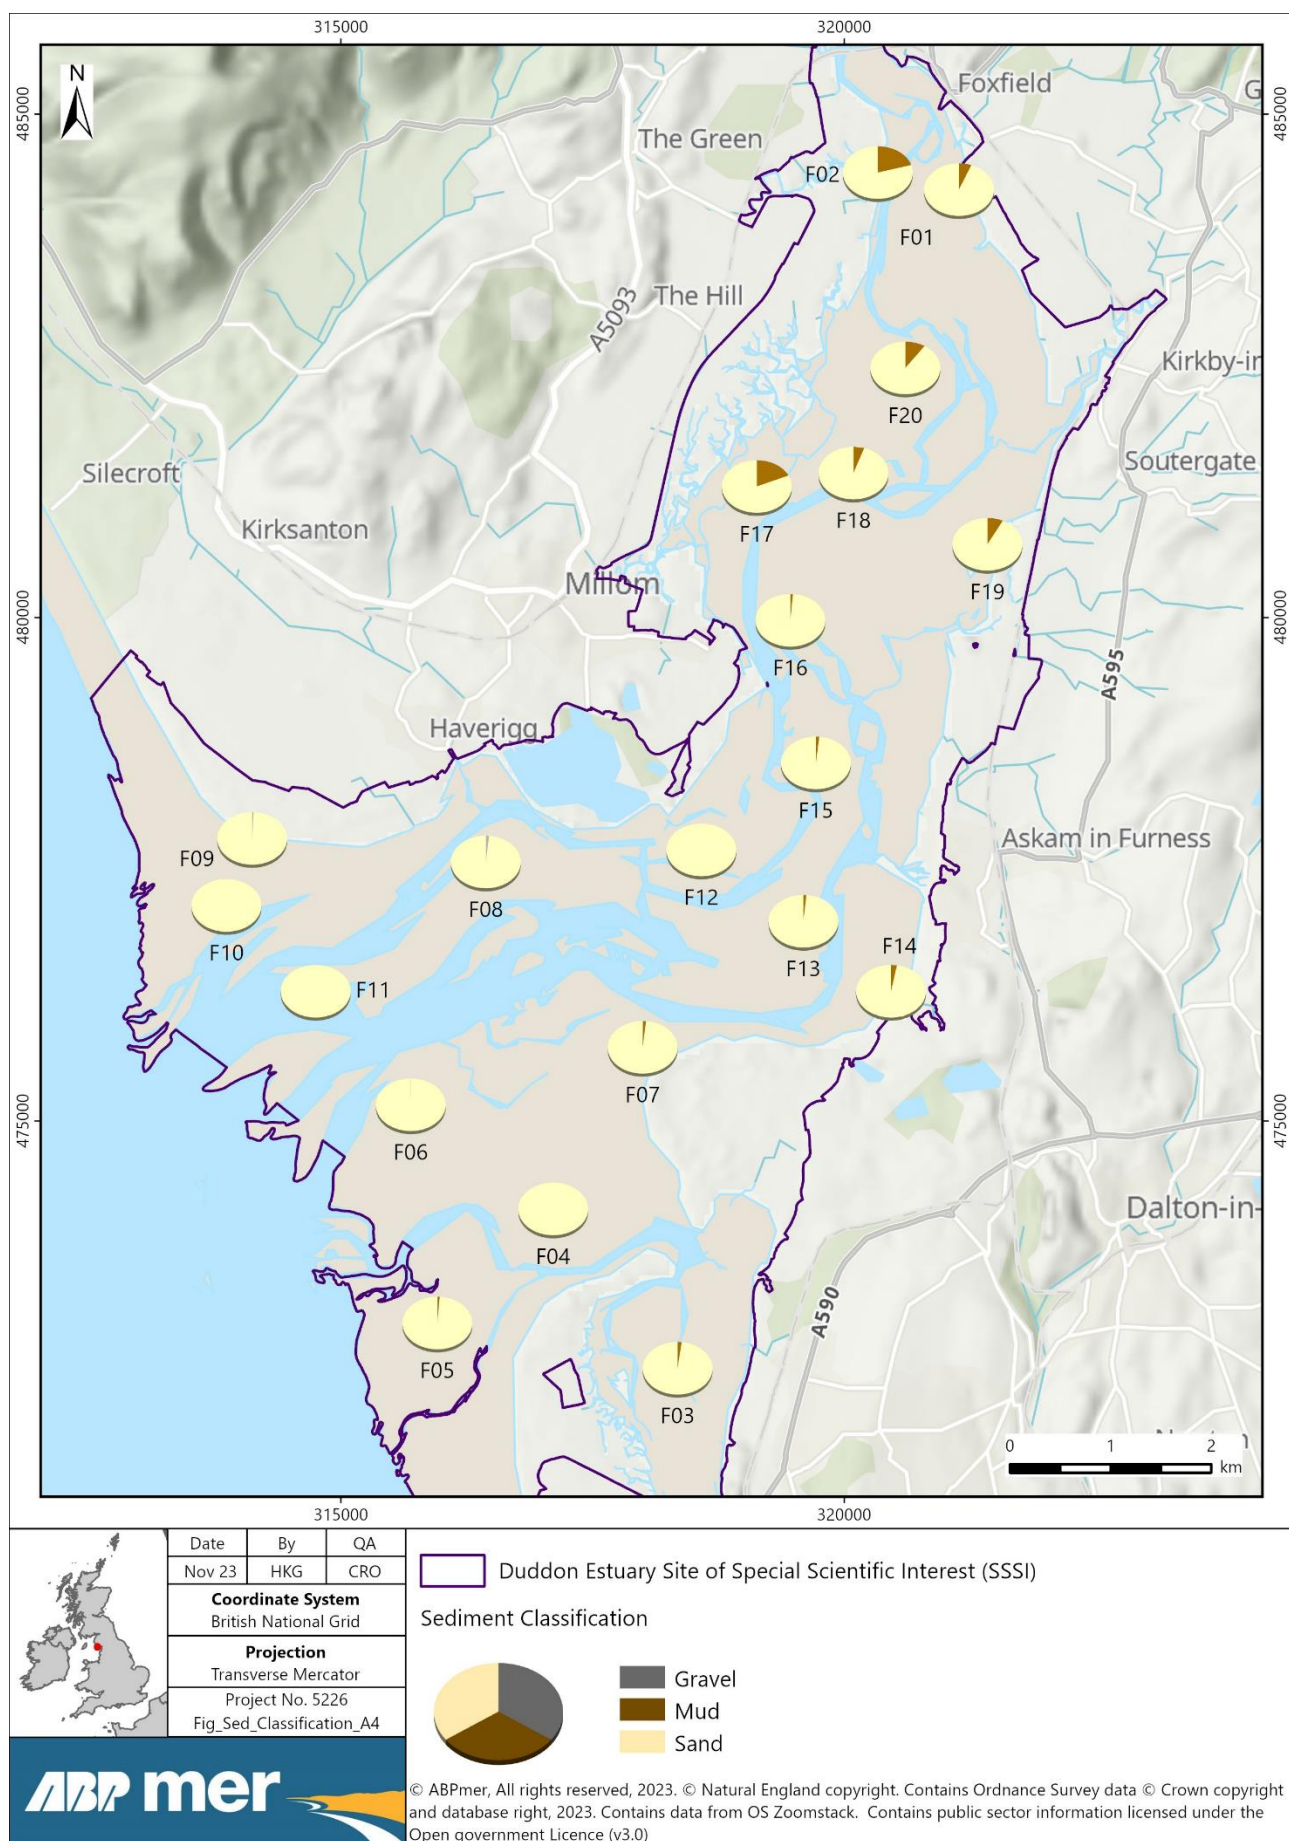 315000
320000
N
485000
485000
Foxfield
G
The Green
F02
F01
The Hill
A5093
Kirkby-in
F20
Silecroft
Soutergate
F17
F18
Kirksanton
F19
Millom
480000
480000
F16
A595
Haverigg
F15
F09
Askam in Furness
F08
F12
F10
F13
F14
F11
F07
475000
475000
F06
Dalton-in-
F04
A590
F05
F03
0 1 2
km
315000
320000
Date By QA
Nov 23 HKG CRO
Coordinate System
British National Grid
Projection
Transverse Mercator
Project No. 5226
Fig_Sed_Classification_A4
ABP mer
Duddon Estuary Site of Special Scientific Interest (SSSI)
Sediment Classification
Gravel
Mud
Sand
© ABPmer, All rights reserved, 2023. © Natural England copyright. Contains Ordnance Survey data © Crown copyright
and database right, 2023. Contains data from OS Zoomstack. Contains public sector information licensed under the
Open government Licence (v3.0)